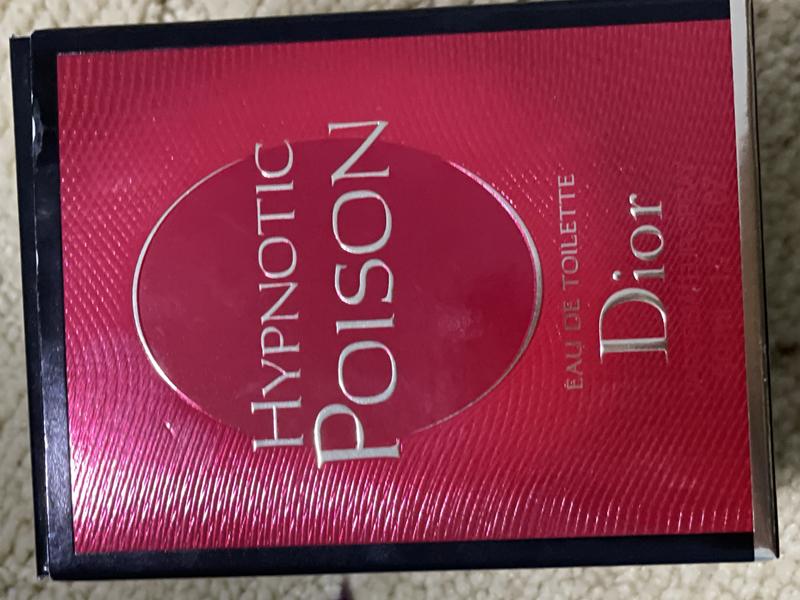 HYPNOTIC
POISON
EAU DE TOILETTE
Dior